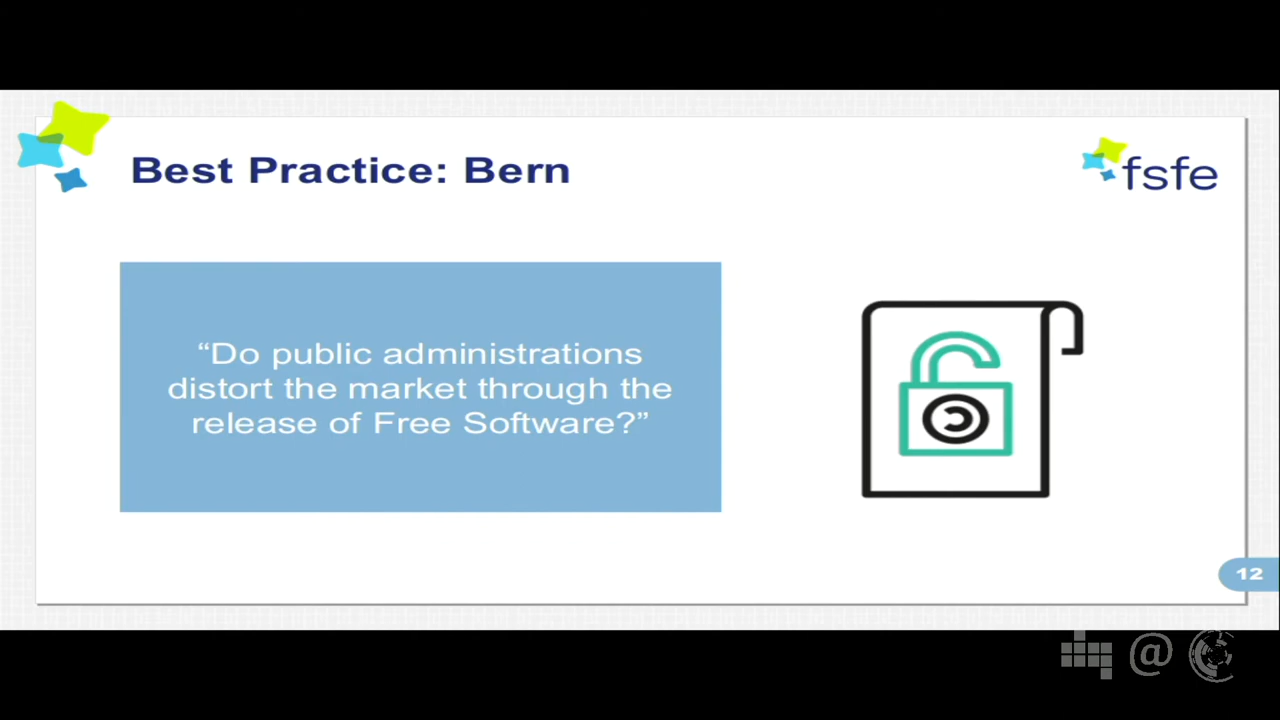 Best Practice: Bern
fsfe
“Do public administrations
distort the market through the
release of Free Software?”
12
@